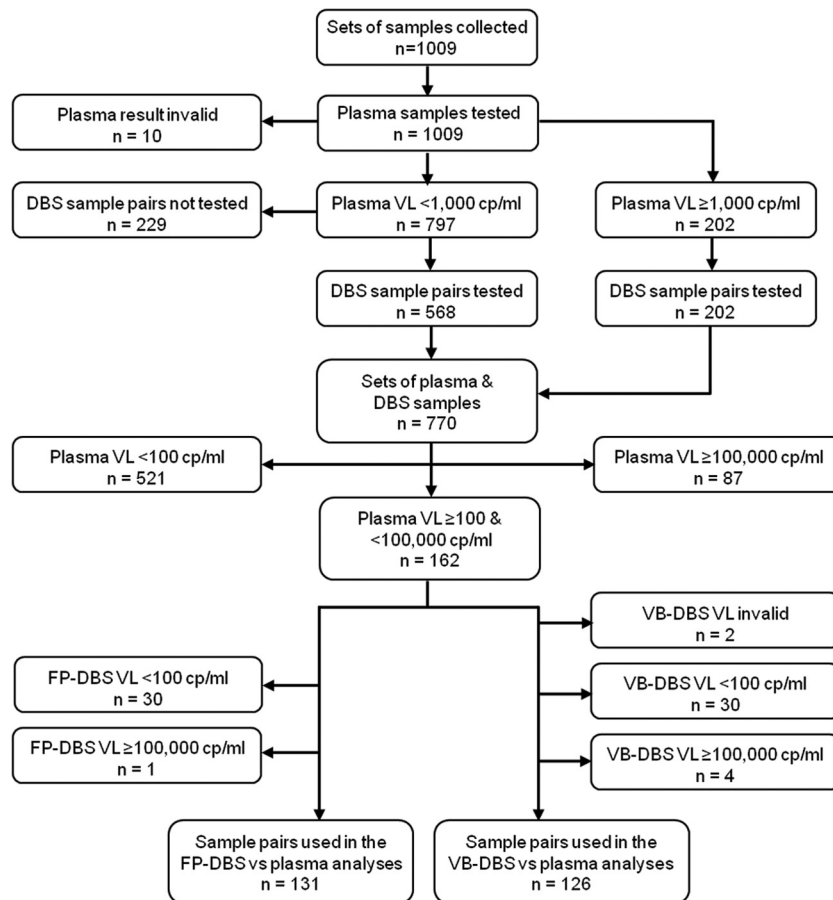 Sets of samples collected
n=1009
Plasma result invalid
n = 10
Plasma samples tested
n = 1009
DBS sample pairs not tested
n = 229
Plasma VL <1,000 cp/ml
n = 797
Plasma VL ≥1,000 cp/ml
n = 202
DBS sample pairs tested
n = 568
DBS sample pairs tested
n = 202
Sets of plasma &
DBS samples
n = 770
Plasma VL <100 cp/ml
n = 521
Plasma VL ≥100,000 cp/ml
n = 87
Plasma VL ≥100 &
<100,000 cp/ml
n = 162
VB-DBS VL invalid
n = 2
FP-DBS VL <100 cp/ml
n = 30
VB-DBS VL <100 cp/ml
n = 30
FP-DBS VL ≥100,000 cp/ml
n = 1
VB-DBS VL ≥100,000 cp/ml
n = 4
Sample pairs used in the
FP-DBS vs plasma analyses
n = 131
Sample pairs used in the
VB-DBS vs plasma analyses
n = 126